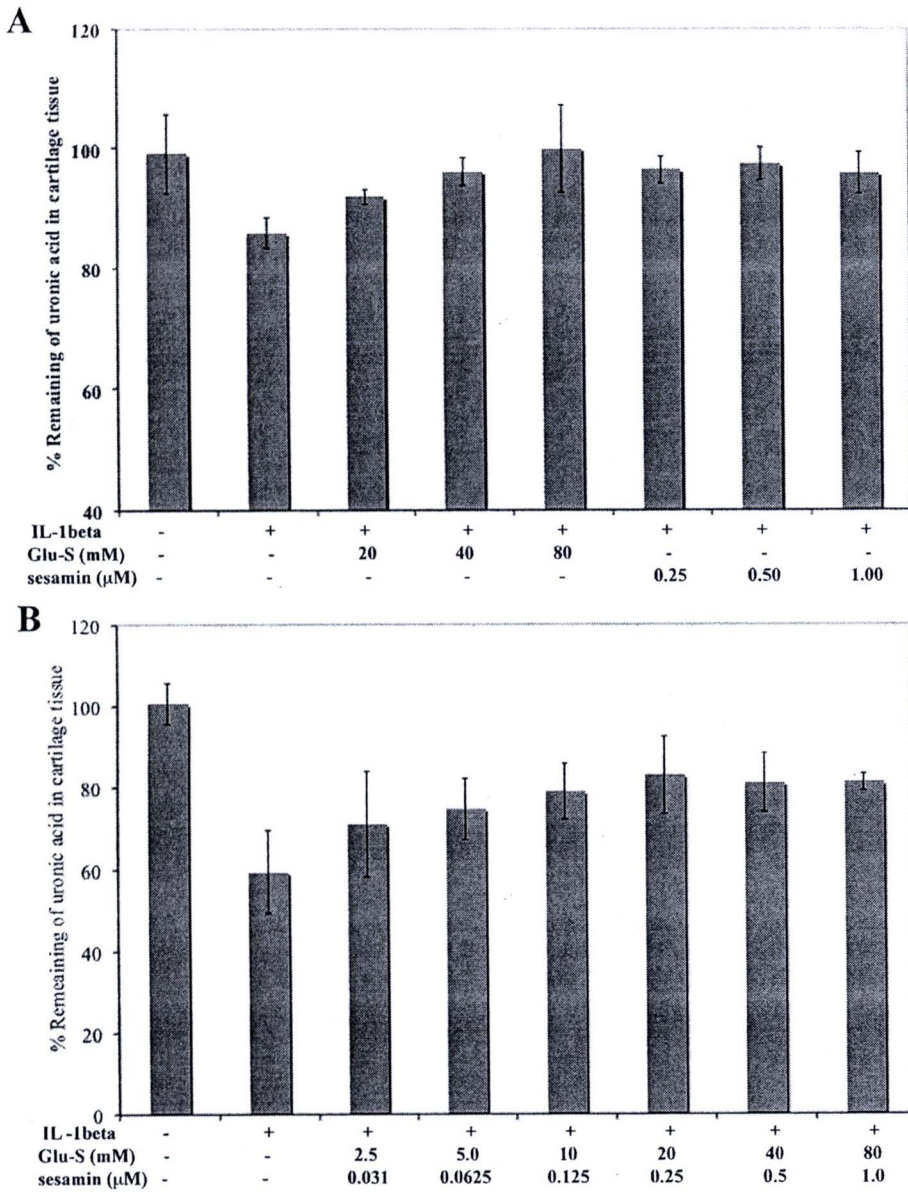 A
120
100
80
60
40
% Remaining of uronic acid in cartilage tissue
IL-1beta - + + + + + + +
Glu-S (mM) - - 20 40 80 - - -
sesamin (µM) - - - - - 0.25 0.50 1.00
B
120
100
80
60
40
20
0
% Remeaining of uronic acid in cartilage tissue
IL -1beta - + + + + + + +
Glu-S (mM) - - 2.5 5.0 10 20 40 80
sesamin (µM) - - 0.031 0.0625 0.125 0.25 0.5 1.0